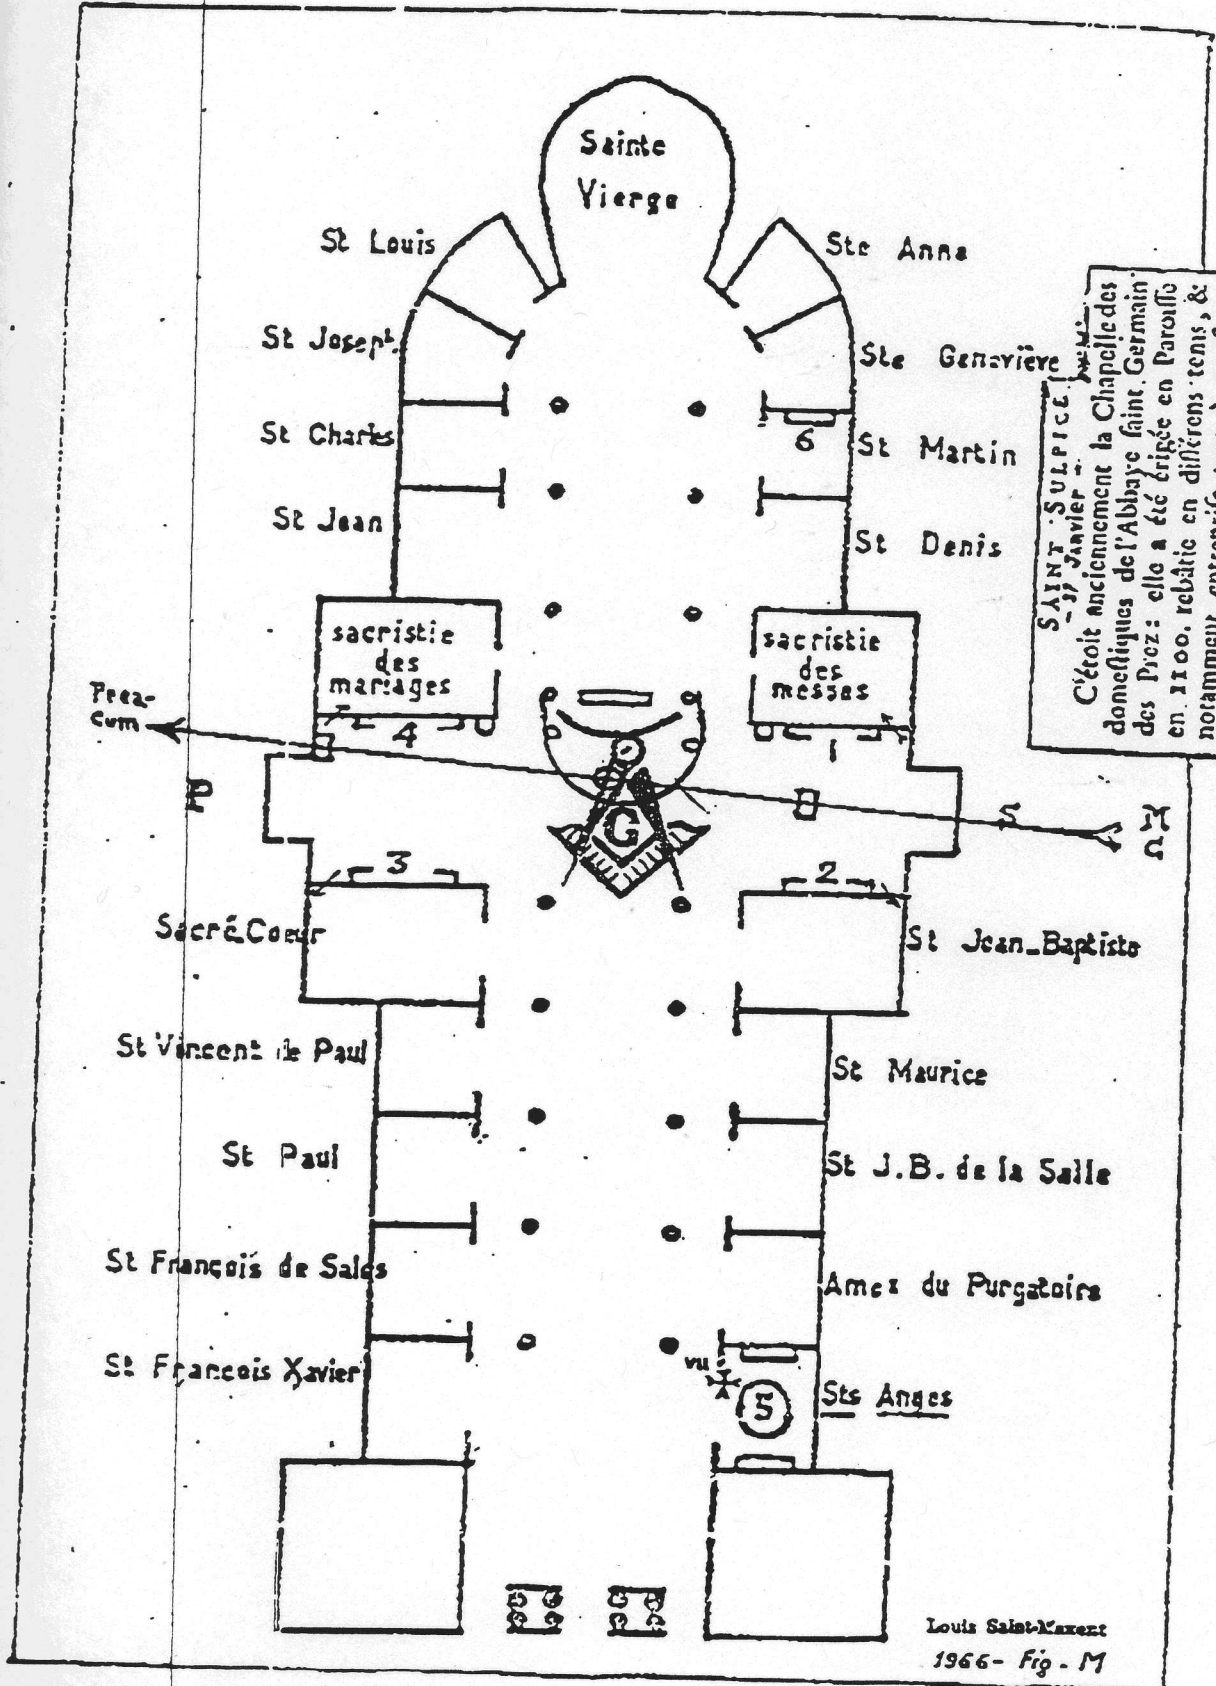 Sainte
Vierge
St Louis
Ste Anne
St Joseph
Ste Geneviève
St Charles
6
St Martin
St Jean
St Denis
sacristie
des
mariages
sacristie
des
messes
Prae-
cum
4
1
G
S
3
2
Sacré-Coeur
St Jean-Baptiste
St Vincent de Paul
St Maurice
St Paul
St J.B. de la Salle
St François de Sales
Ames du Purgatoire
St François Xavier
vu
5
Sts Anges
SAINT SULPICE
- 17 JANVIER -
C'étoit anciennement la Chapelle des
domestiques de l'Abbaye saint Germain
des Prez: elle a été érigée en Paroisse
en rebâtie en différens tems, &
notamment
Louis Saint-Maxent
1966 - Fig - M